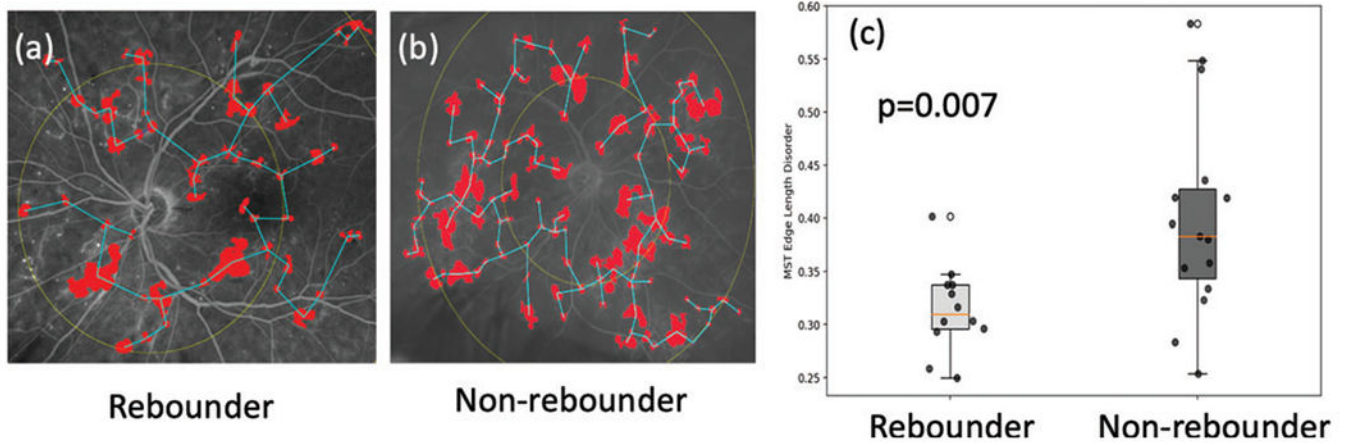 (a)
(b)
Rebounder
Non-rebounder
(c)
p=0.007
MST Edge Length Disorder
0.60
0.55
0.50
0.45
0.40
0.35
0.30
0.25
Rebounder
Non-rebounder